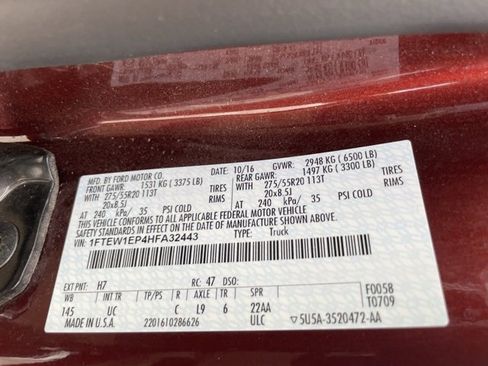 MFD. BY FORD MOTOR CO.
DATE: 10/16 GVWR: 2948 KG ( 6500 LB)
FRONT GAWR: 1531 KG ( 3375 LB) REAR GAWR: 1497 KG ( 3300 LB)
275/55R20 113T TIRES 275/55R20 113T TIRES
20x8.5J RIMS 20x8.5J
AT 240 kPa/ 35 PSI COLD AT 240 kPa/ 35 PSI COLD
THIS VEHICLE CONFORMS TO ALL APPLICABLE FEDERAL MOTOR VEHICLE
SAFETY STANDARDS IN EFFECT ON THE DATE OF MANUFACTURE SHOWN ABOVE.
VIN: 1FTEW1EP4HFA32443 TYPE: Truck
EXT PNT: H7 RC: 47 DSO: F0058
WB INT TR TP/PS R AXLE TR SPR T0709
145 UC C L9 6 22AA
MADE IN U.S.A. 2201610286626 ULC 5U5A-3520472-AA